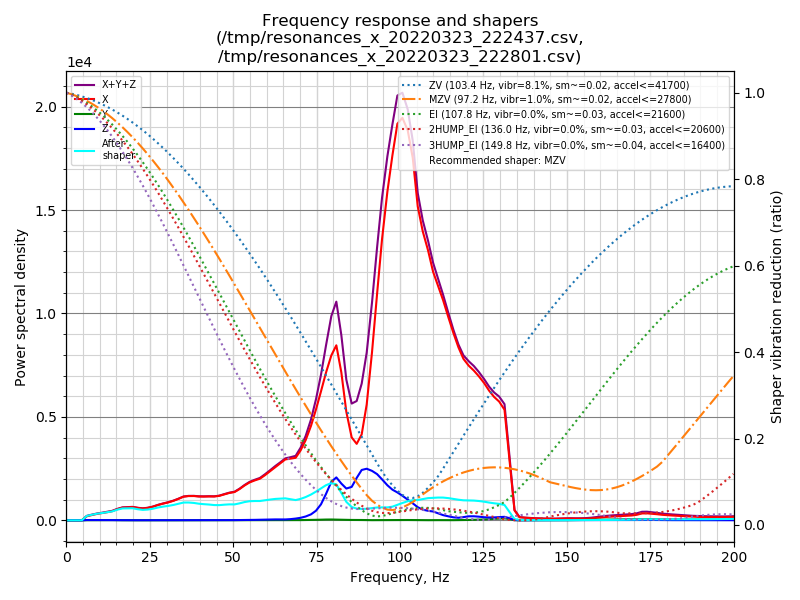 Frequency response and shapers
(/tmp/resonances_x_20220323_222437.csv,
/tmp/resonances_x_20220323_222801.csv)
1e4
X+Y+Z
X
Y
Z
After
shaper
ZV (103.4 Hz, vibr=8.1%, sm~=0.02, accel<=41700)
MZV (97.2 Hz, vibr=1.0%, sm~=0.02, accel<=27800)
EI (107.8 Hz, vibr=0.0%, sm~=0.03, accel<=21600)
2HUMP_EI (136.0 Hz, vibr=0.0%, sm~=0.03, accel<=20600)
3HUMP_EI (149.8 Hz, vibr=0.0%, sm~=0.04, accel<=16400)
Recommended shaper: MZV
Power spectral density
2.0
1.5
1.0
0.5
0.0
1.0
0.8
0.6
0.4
0.2
0.0
Shaper vibration reduction (ratio)
0 25 50 75 100 125 150 175 200
Frequency, Hz